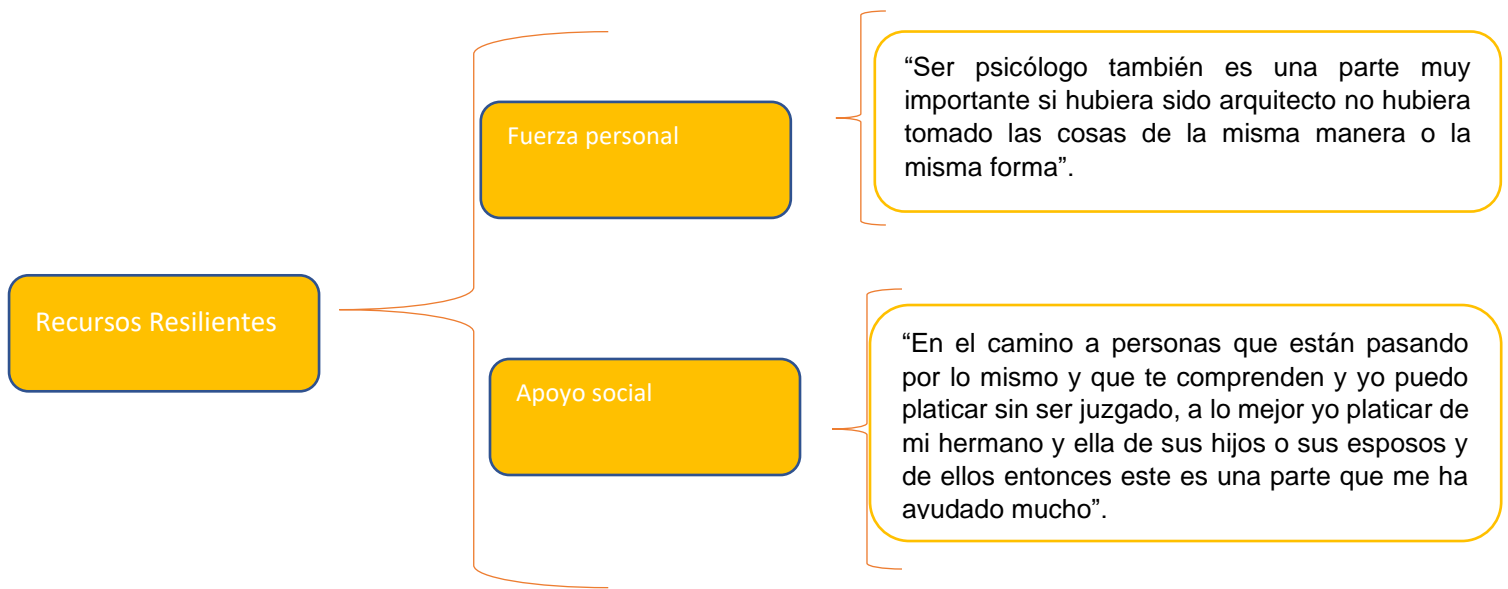 Recursos Resilientes
Fuerza personal
“Ser psicólogo también es una parte muy
importante si hubiera sido arquitecto no hubiera
tomado las cosas de la misma manera o la
misma forma”.
Apoyo social
“En el camino a personas que están pasando
por lo mismo y que te comprenden y yo puedo
platicar sin ser juzgado, a lo mejor yo platicar de
mi hermano y ella de sus hijos o sus esposos y
de ellos entonces este es una parte que me ha
ayudado mucho”.